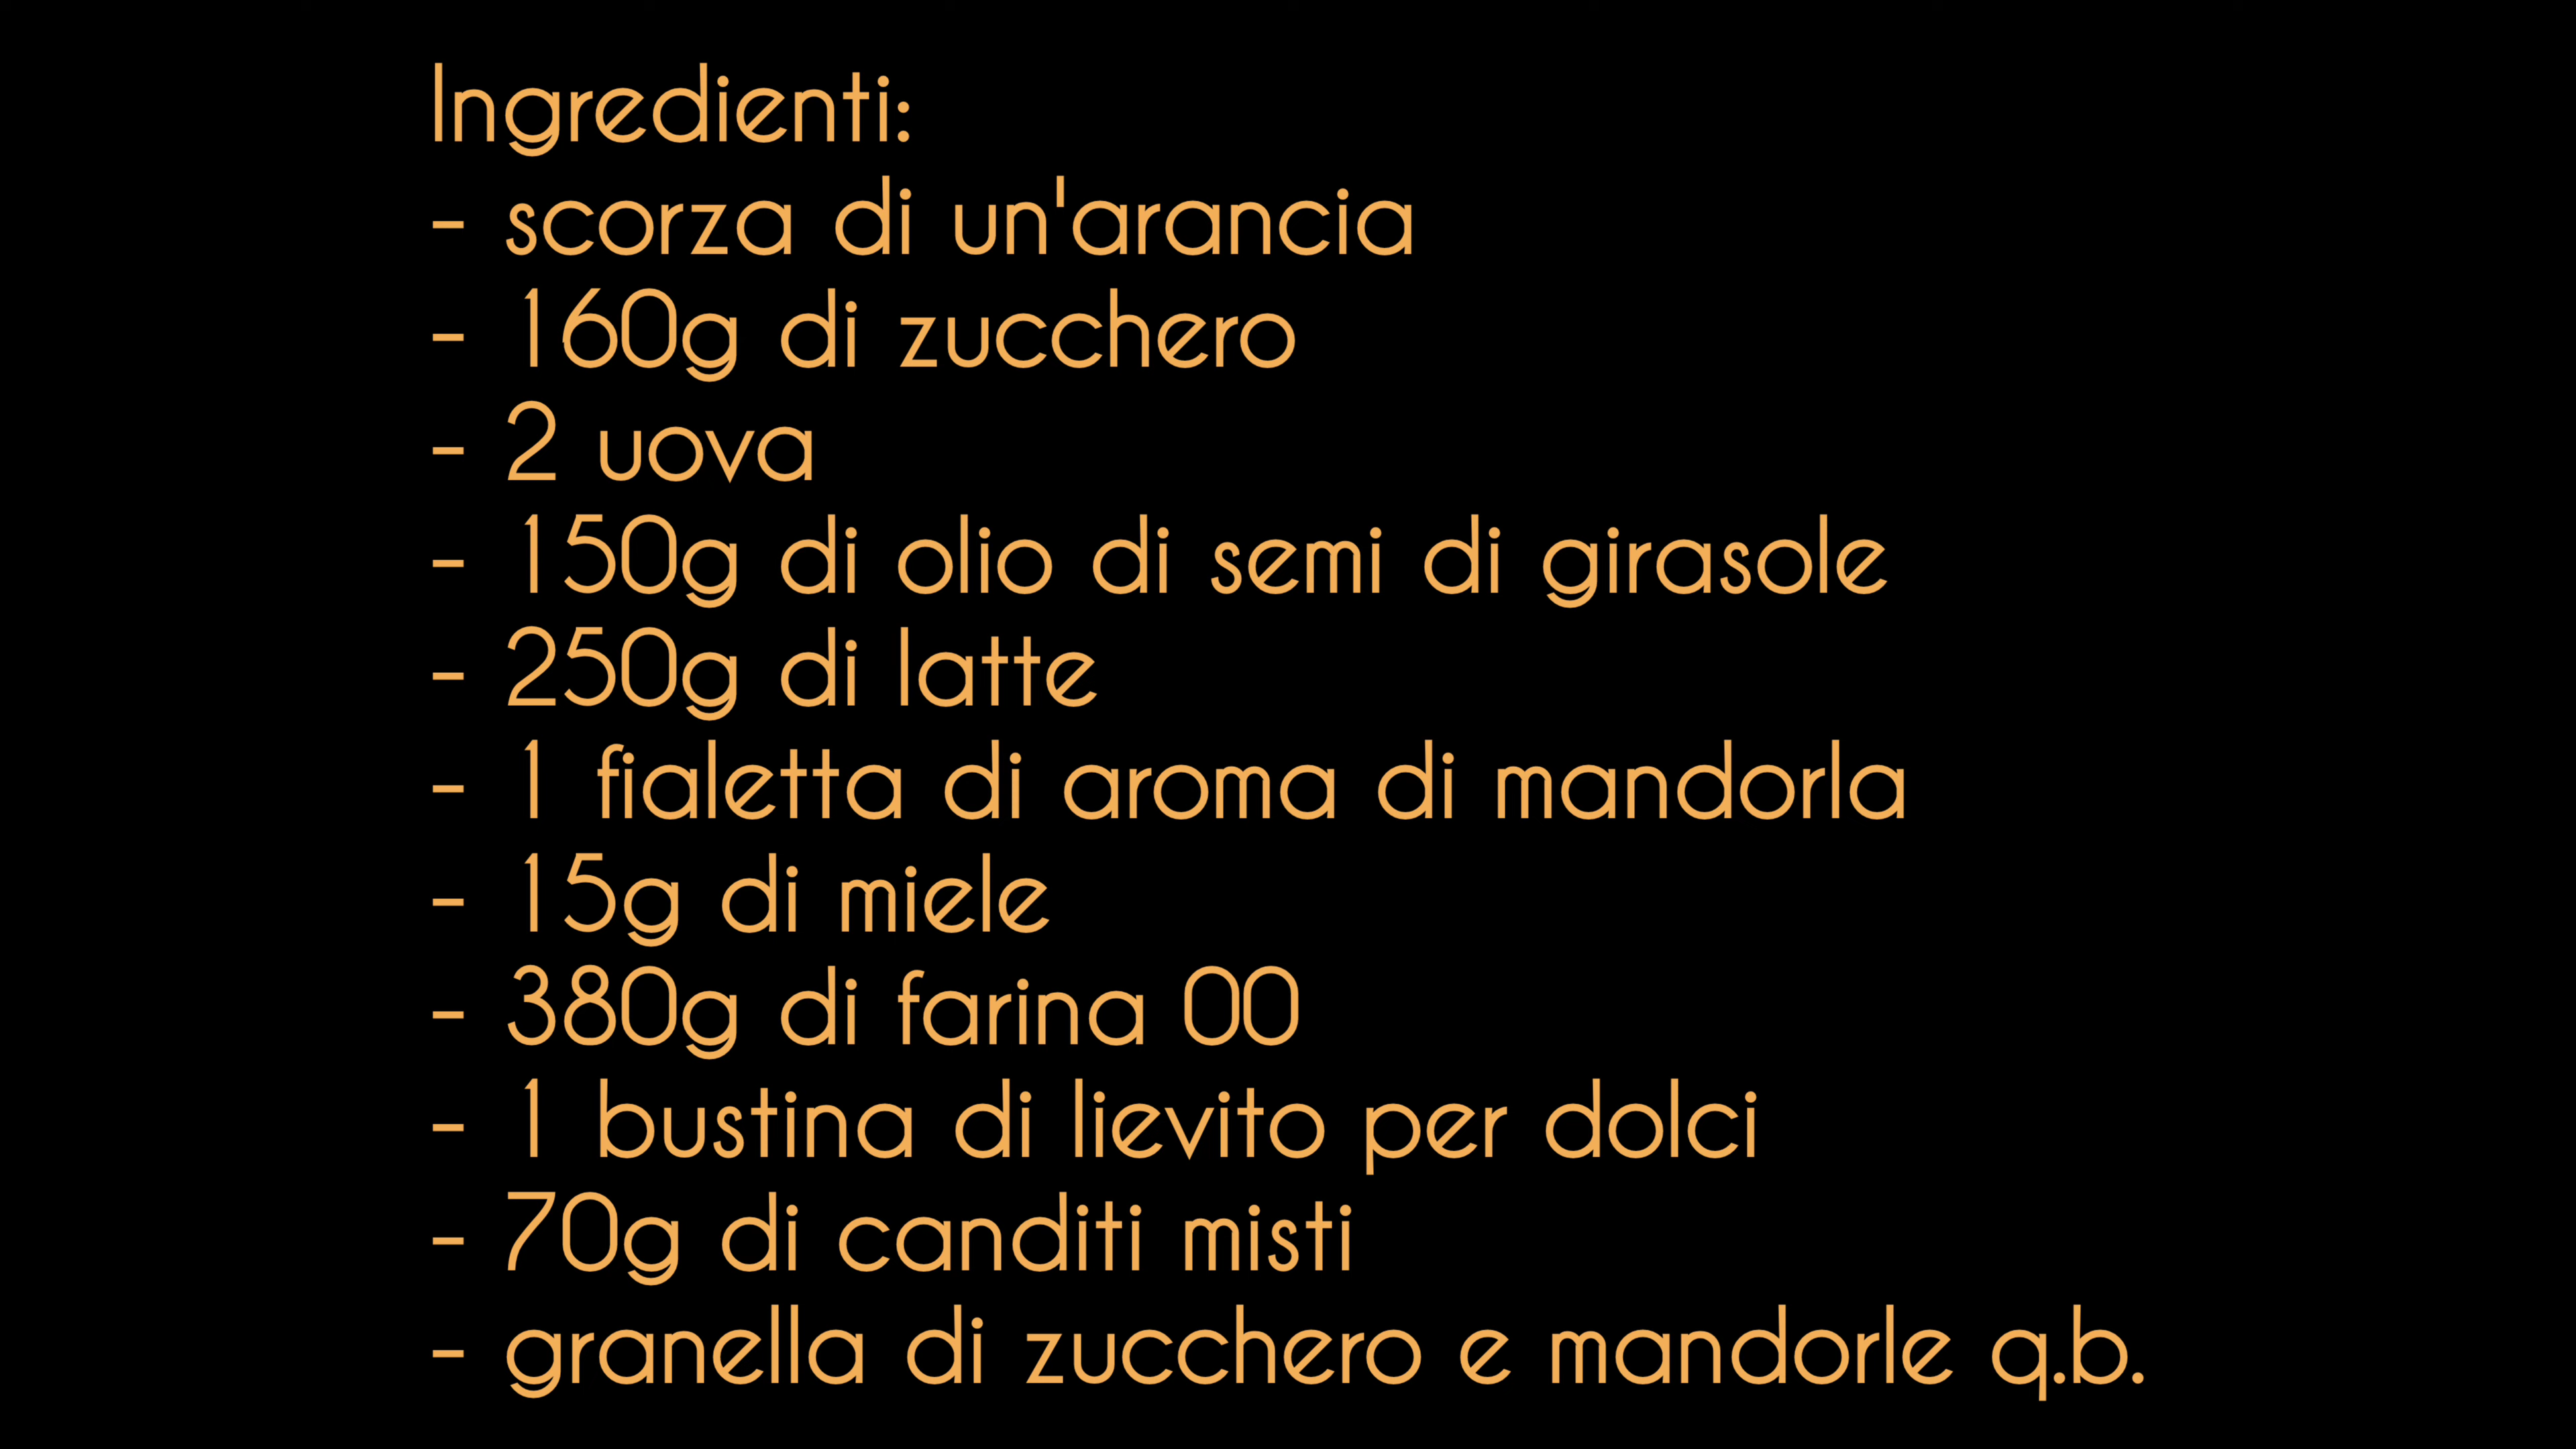 Ingredienti:
- scorza di un'arancia
- 160g di zucchero
- 2 uova
- 150g di olio di semi di girasole
- 250g di latte
- 1 fialetta di aroma di mandorla
- 15g di miele
- 380g di farina 00
- 1 bustina di lievito per dolci
- 70g di canditi misti
- granella di zucchero e mandorle q.b.